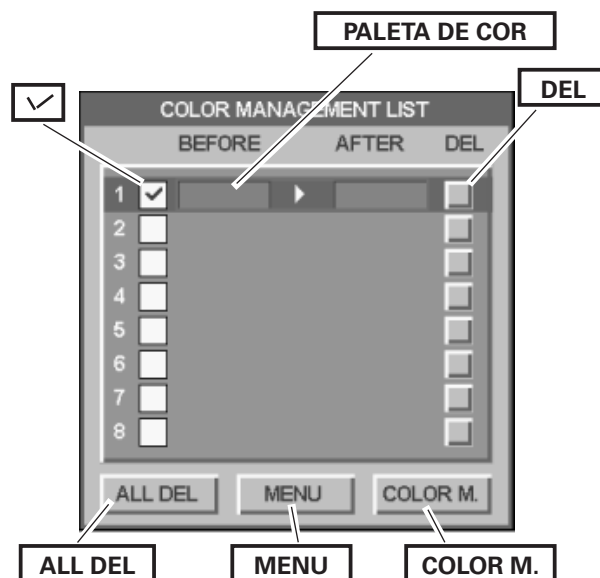 PALETA DE COR
✓
DEL
COLOR MANAGEMENT LIST
BEFORE AFTER DEL
1 ✓
2
3
4
5
6
7
8
ALL DEL MENU COLOR M.
ALL DEL MENU COLOR M.